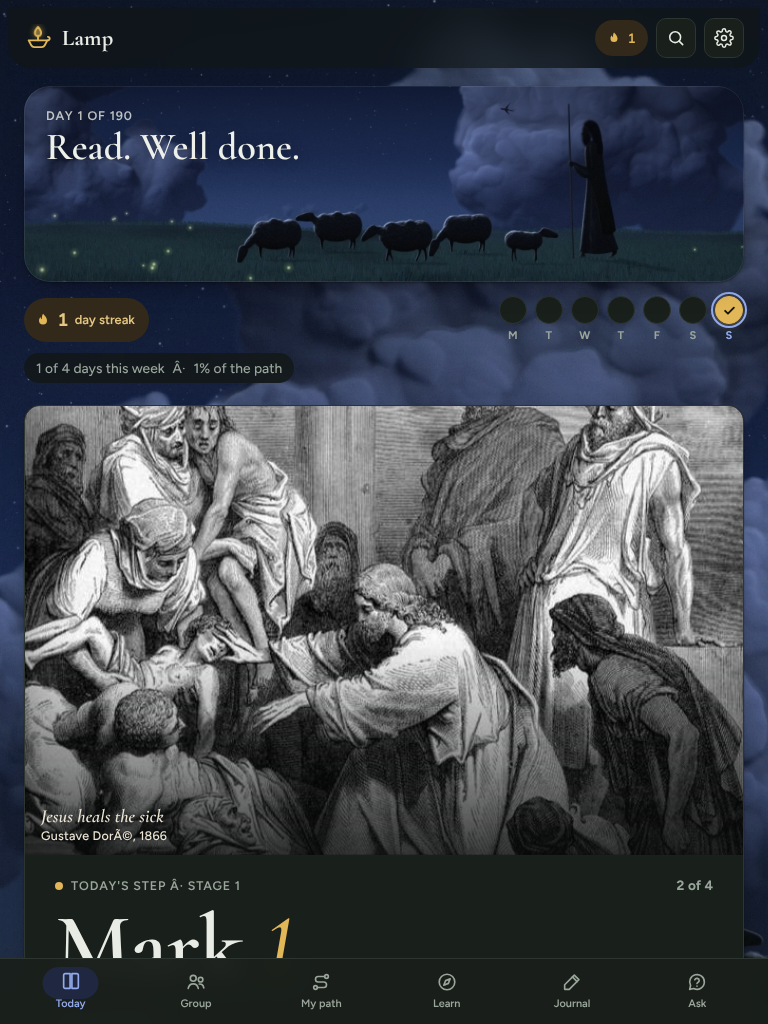 Lamp
1
DAY 1 OF 190
Read. Well done.
1 day streak
M T W T F S S
1 of 4 days this week Â· 1% of the path
Jesus heals the sick
Gustave DorÃ©, 1866
TODAY'S STEP Â· STAGE 1
2 of 4
Mark 1
Today
Group
My path
Learn
Journal
Ask